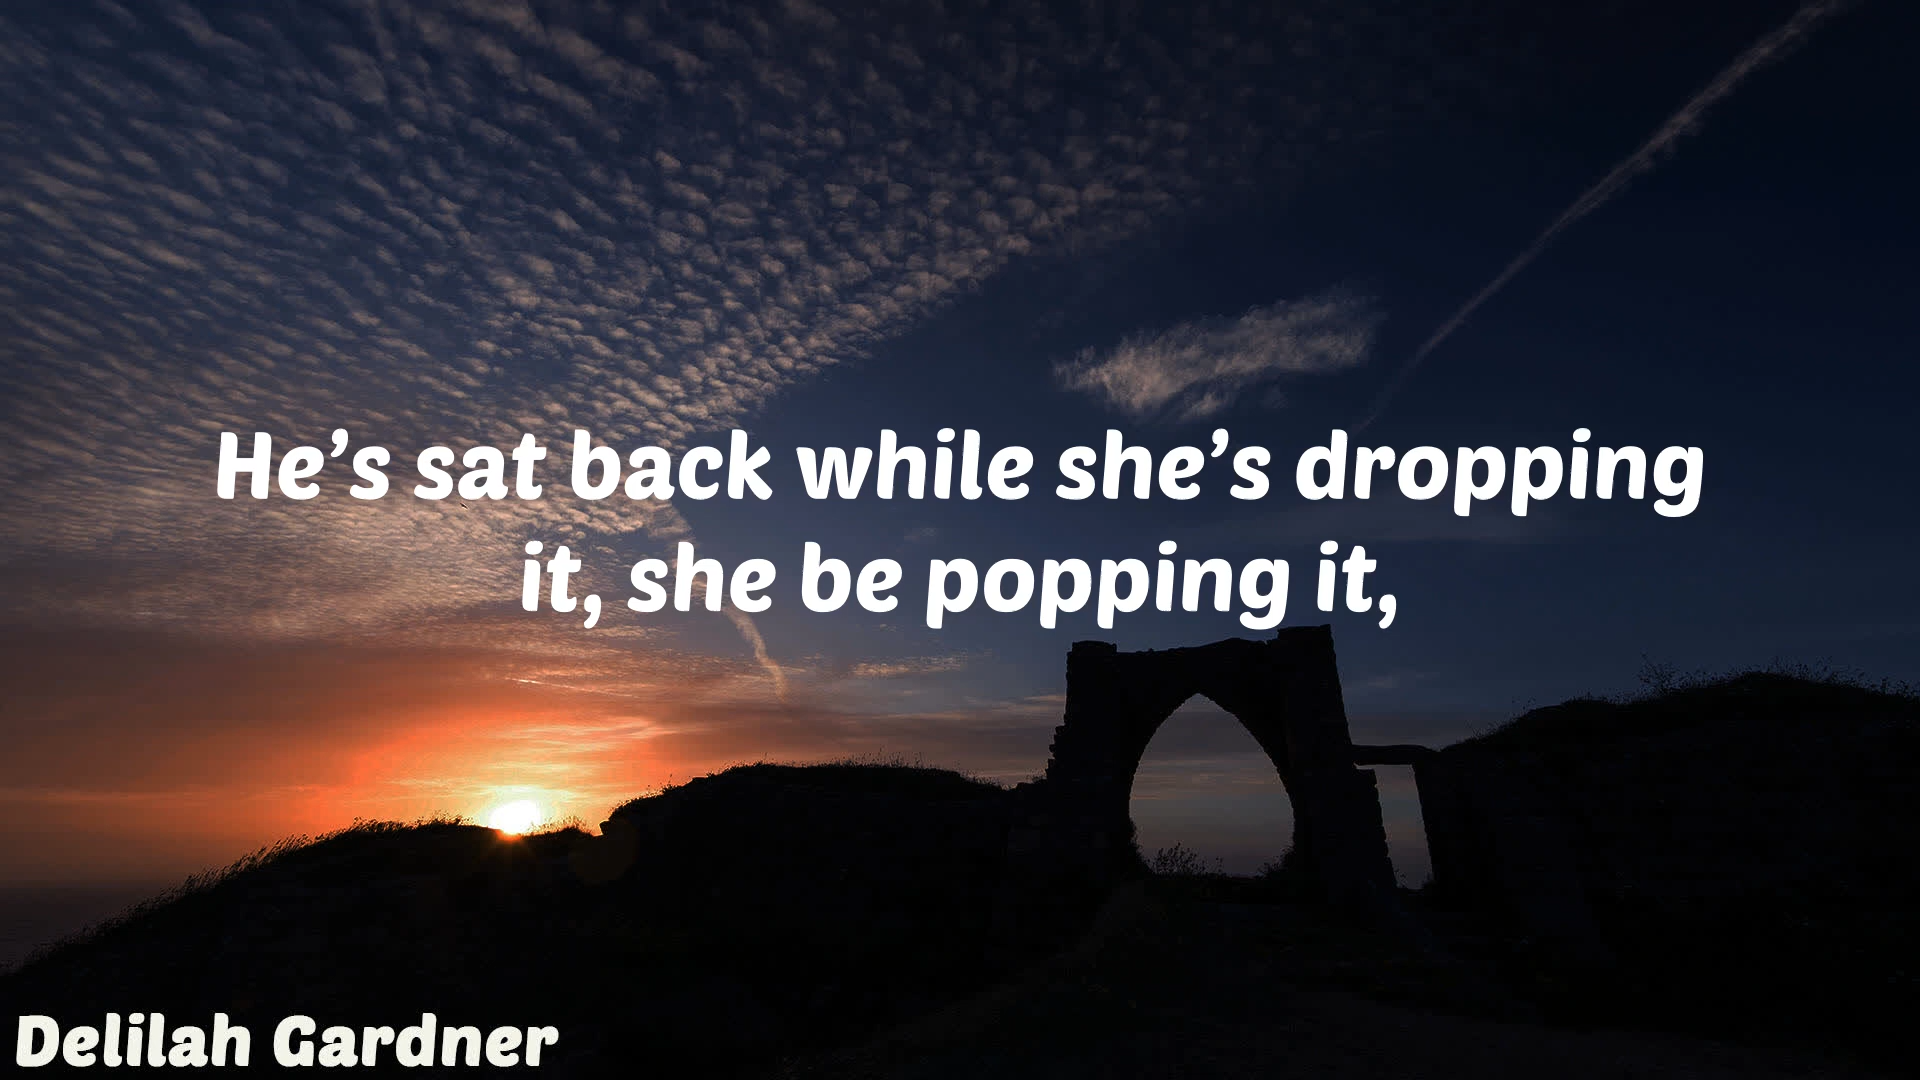 He’s sat back while she’s dropping
it, she be popping it,
Delilah Gardner